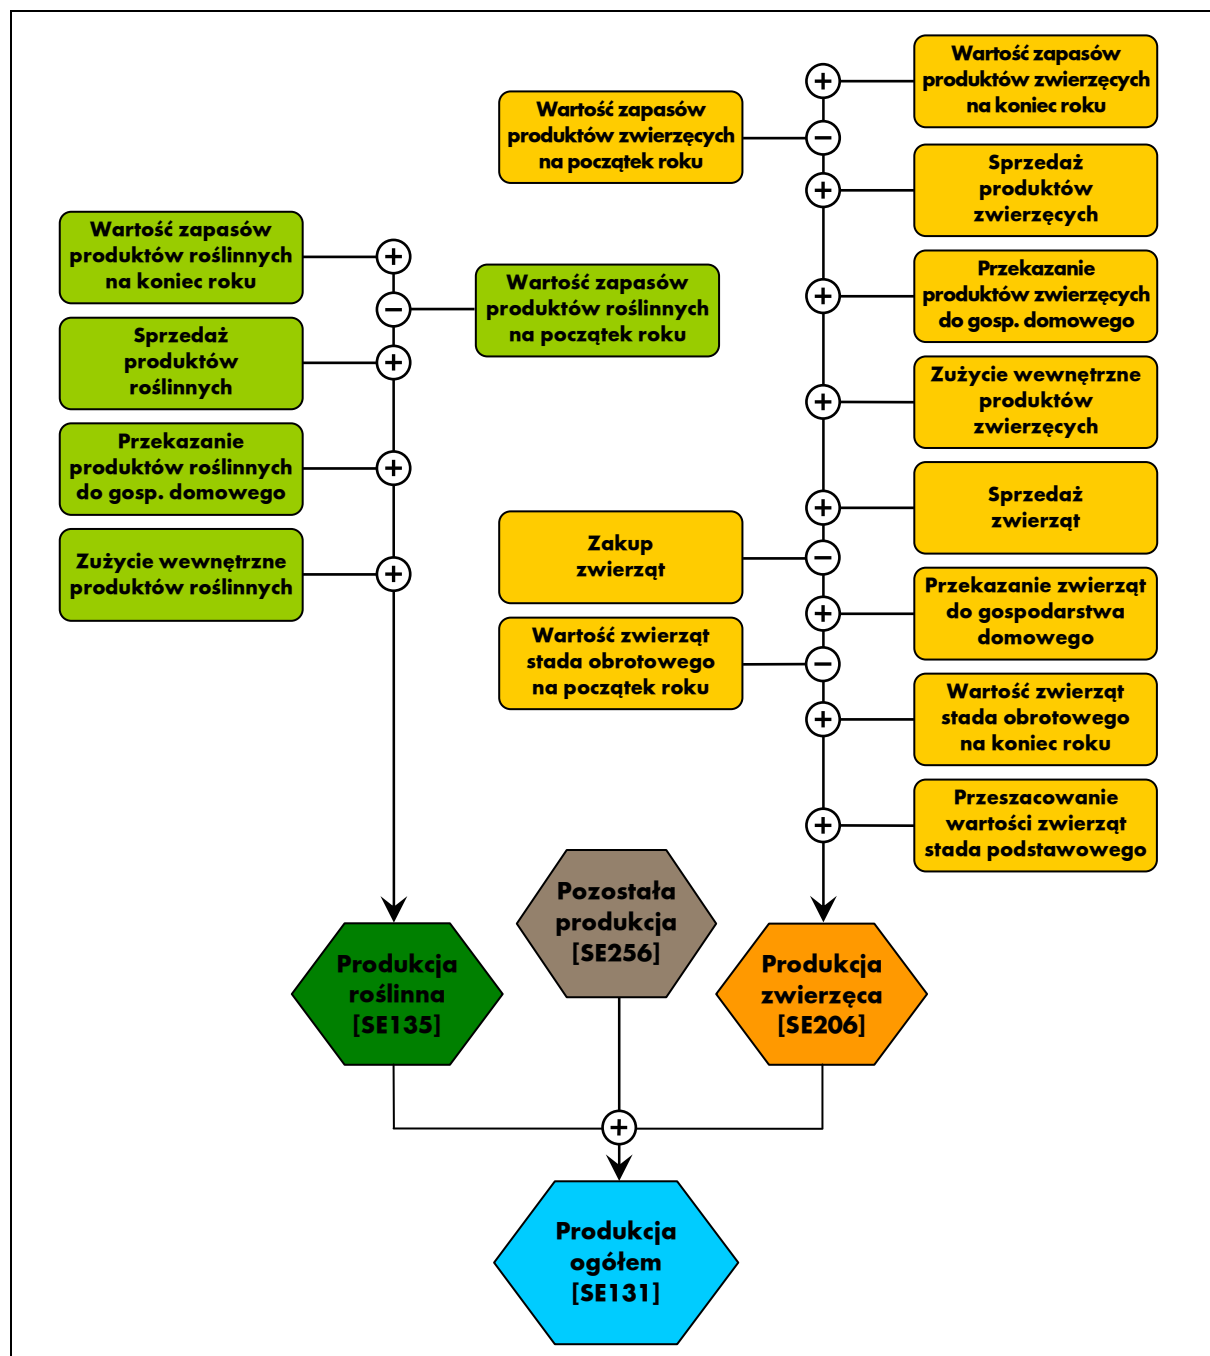 Wartość zapasów
produktów zwierzęcych
na koniec roku
Wartość zapasów
produktów zwierzęcych
na początek roku
Sprzedaż
produktów
zwierzęcych
Wartość zapasów
produktów roślinnych
na koniec roku
Wartość zapasów
produktów roślinnych
na początek roku
Przekazanie
produktów zwierzęcych
do gosp. domowego
Sprzedaż
produktów
roślinnych
Zużycie wewnętrzne
produktów
zwierzęcych
Przekazanie
produktów roślinnych
do gosp. domowego
Sprzedaż
zwierząt
Zużycie wewnętrzne
produktów roślinnych
Zakup
zwierząt
Przekazanie zwierząt
do gospodarstwa
domowego
Wartość zwierząt
stada obrotowego
na początek roku
Wartość zwierząt
stada obrotowego
na koniec roku
Przeszacowanie
wartości zwierząt
stada podstawowego
Pozostała
produkcja
[SE256]
Produkcja
roślinna
[SE135]
Produkcja
zwierzęca
[SE206]
Produkcja
ogółem
[SE131]